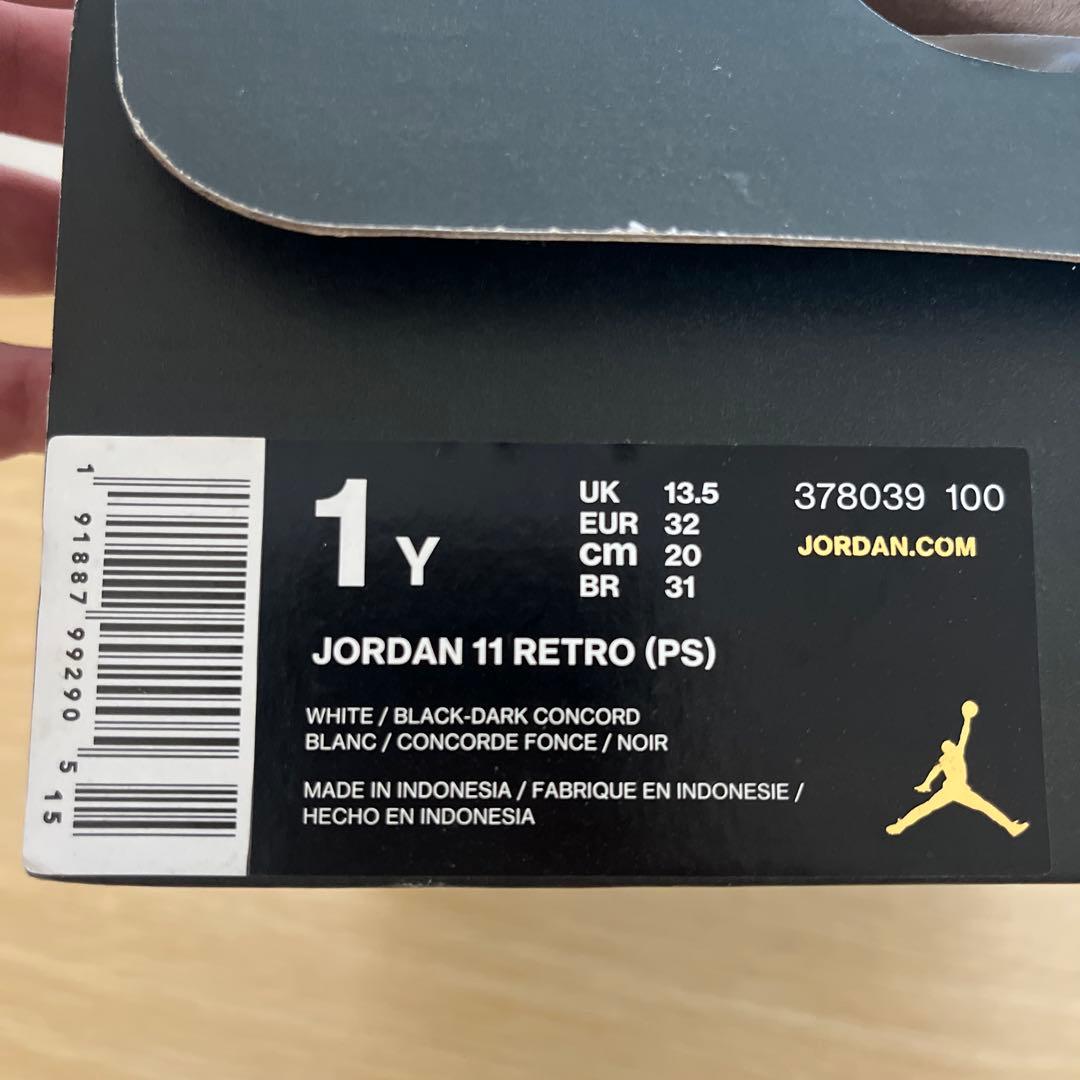 1 91887 99290 5 15
1Y
UK 13.5
EUR 32
cm 20
BR 31
378039 100
JORDAN.COM
JORDAN 11 RETRO (PS)
WHITE / BLACK-DARK CONCORD
BLANC / CONCORDE FONCE / NOIR
MADE IN INDONESIA / FABRIQUE EN INDONESIE /
HECHO EN INDONESIA